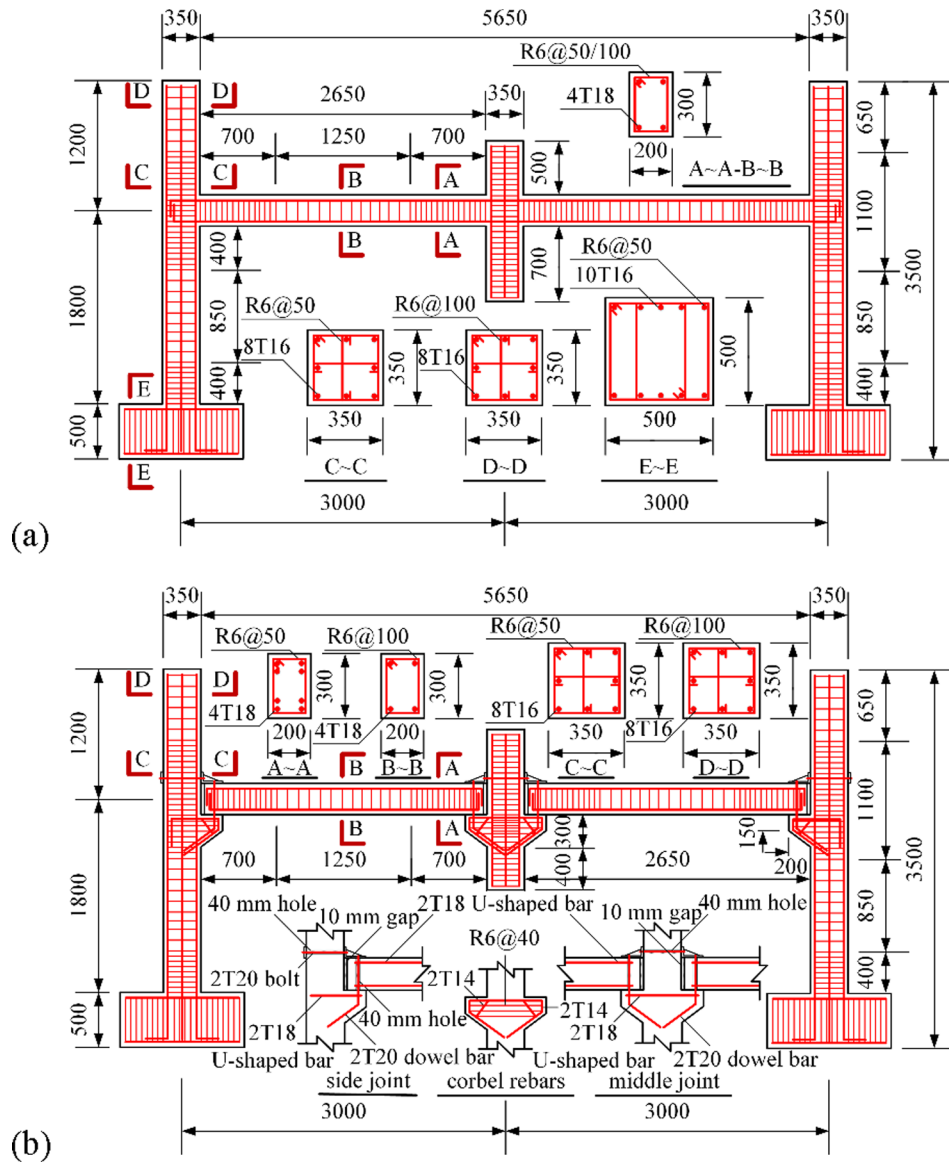 350
5650
350
R6@50/100
D
D
2650
350
4T18
300
650
1200
700
1250
700
200
500
C
C
B
A
A~A-B~B
1100
3500
B
A
400
R6@50
700
10T16
1800
850
R6@50
R6@100
850
8T16
350
8T16
350
500
E
400
400
350
350
500
500
E
C~C
D~D
E~E
3000
3000
(a)
350
5650
350
R6@50
R6@100
R6@50
R6@100
D
D
300
300
350
350
650
1200
4T18
4T18
8T16
8T16
200
200
350
350
C
C
A~A
B
B~B
A
C~C
D~D
1100
3500
B
A
300
150
700
1250
700
400
2650
200
40 mm hole
10 mm gap
2T18
U-shaped bar
10 mm gap
40 mm hole
850
1800
R6@40
2T20 bolt
2T14
400
2T18
40 mm hole
2T14
2T18
500
U-shaped bar
2T20 dowel bar
U-shaped bar
2T20 dowel bar
side joint
corbel rebars
middle joint
3000
3000
(b)